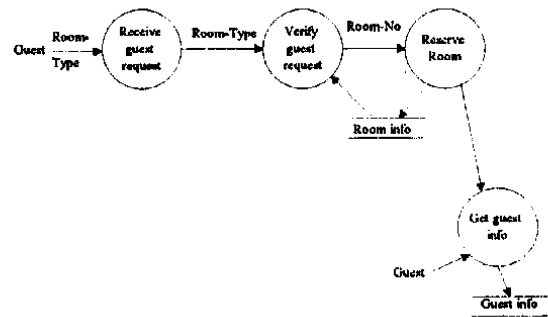 Guest
Room-
Type
Receive
guest
request
Room-Type
Verify
guest
request
Room-No
Reserve
Room
Room info
Get guest
info
Guest
Guest info